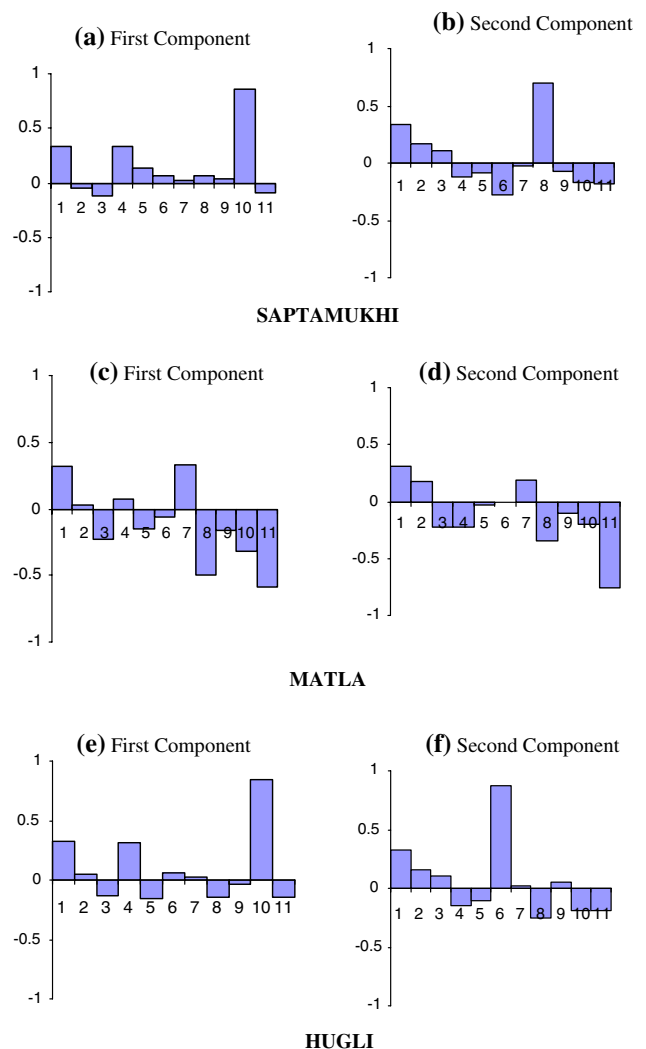 (a) First Component
(b) Second Component
1
0.5
0
-0.5
-1
1 2 3 4 5 6 7 8 9 10 11
1
0.5
0
-0.5
-1
1 2 3 4 5 6 7 8 9 10 11
SAPTAMUKHI
(c) First Component
(d) Second Component
1
0.5
0
-0.5
-1
1 2 3 4 5 6 7 8 9 10 11
1
0.5
0
-0.5
-1
1 2 3 4 5 6 7 8 9 10 11
MATLA
(e) First Component
(f) Second Component
1
0.5
0
-0.5
-1
1 2 3 4 5 6 7 8 9 10 11
1
0.5
0
-0.5
-1
1 2 3 4 5 6 7 8 9 10 11
HUGLI